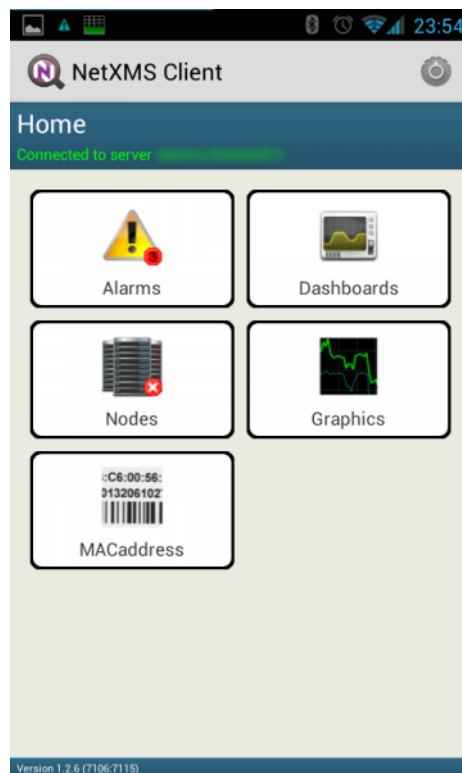 23:54
NetXMS Client
Home
Connected to server
Alarms
Dashboards
Nodes
Graphics
:C6:00:56:
013206102
MACaddress
Version 1.2.6 (7106:7115)